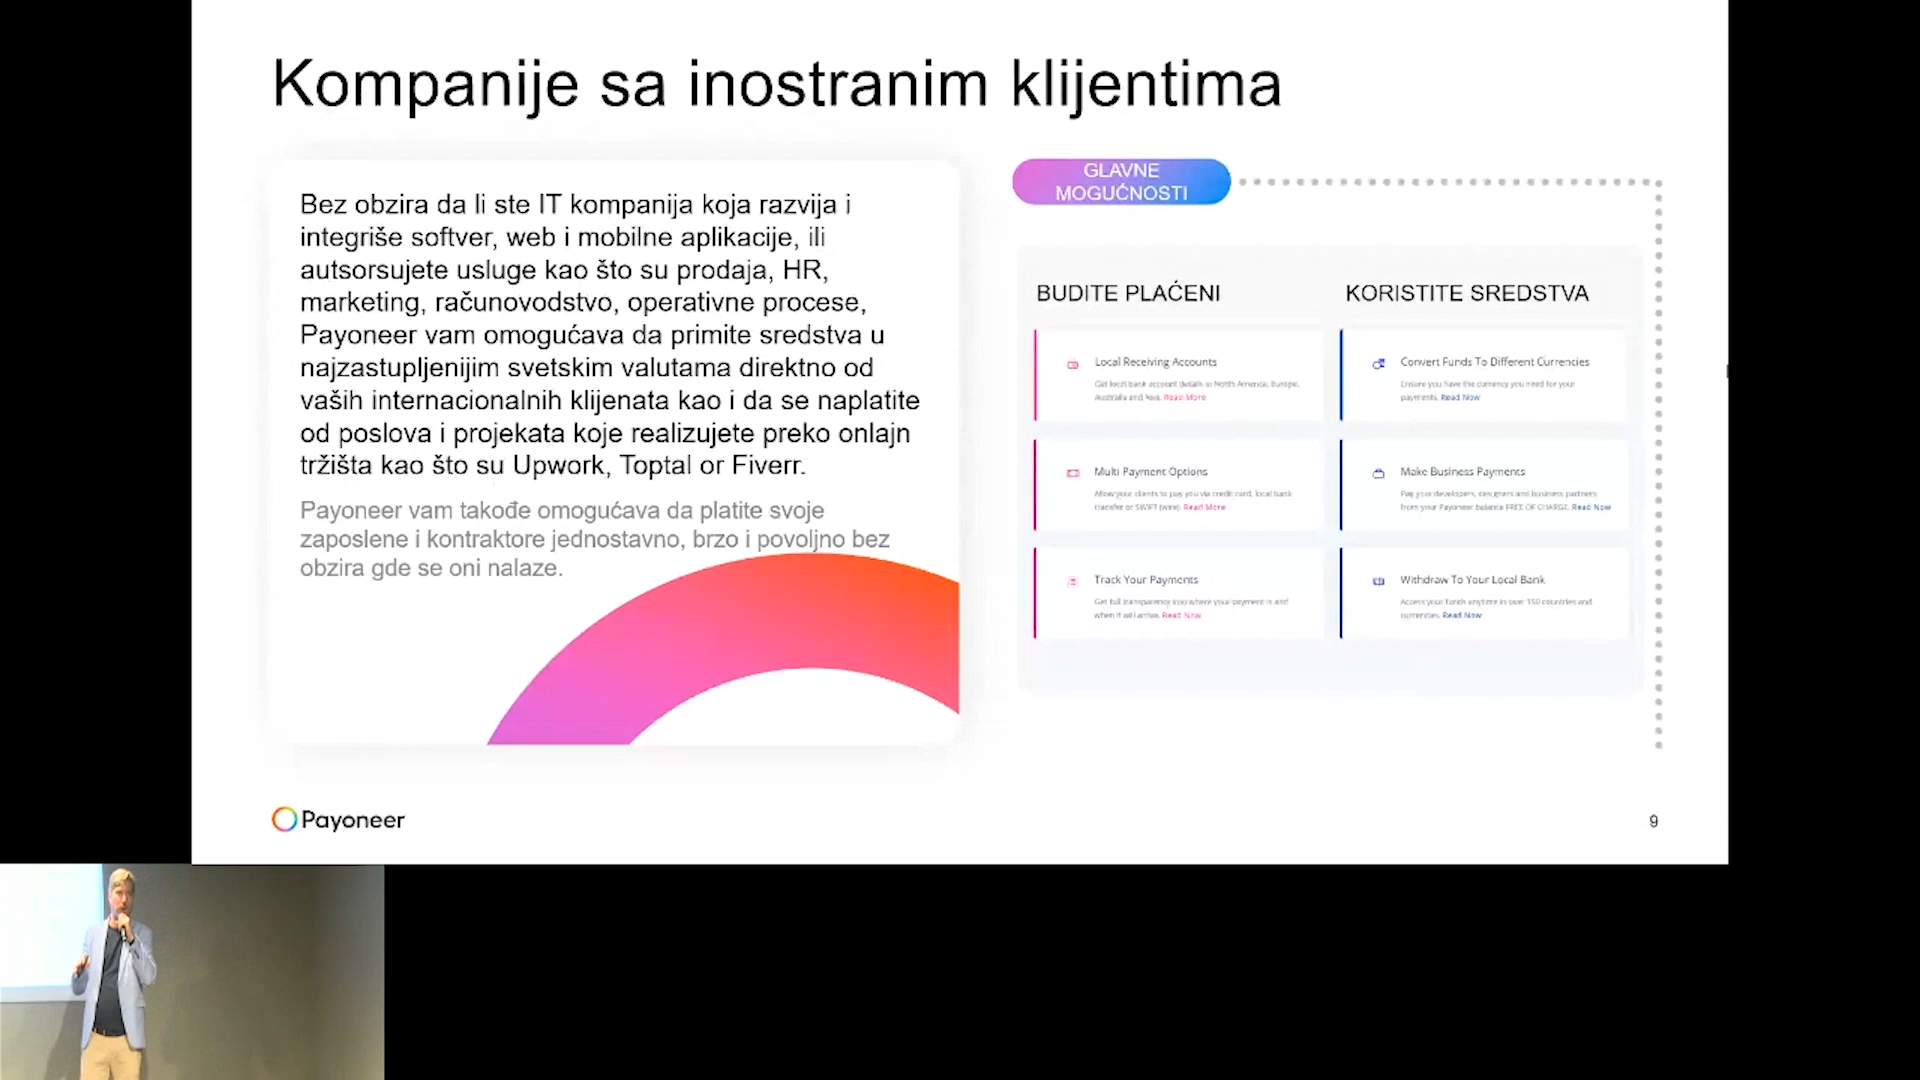 Kompanije sa inostranim klijentima
Bez obzira da li ste IT kompanija koja razvija i
integriše softver, web i mobilne aplikacije, ili
autsorsujete usluge kao što su prodaja, HR,
marketing, računovodstvo, operativne procese,
Payoneer vam omogućava da primite sredstva u
najzastupljenijim svetskim valutama direktno od
vaših internacionalnih klijenata kao i da se naplatite
od poslova i projekata koje realizujete preko onlajn
tržišta kao što su Upwork, Toptal or Fiverr.
Payoneer vam takođe omogućava da platite svoje
zaposlene i kontraktore jednostavno, brzo i povoljno bez
obzira gde se oni nalaze.
GLAVNE
MOGUĆNOSTI
BUDITE PLAĆENI
Local Receiving Accounts
Get local bank account details in North America, Europe,
Australia and Asia. Read More
Multi Payment Options
Allow your clients to pay you via credit card, local bank
transfer or SWIFT (wire). Read More
Track Your Payments
Get full transparency into where your payment is and
when it will arrive. Read Now
KORISTITE SREDSTVA
Convert Funds To Different Currencies
Ensure you have the currency you need for your
payments. Read Now
Make Business Payments
Pay your developers, designers and business partners
from your Payoneer balance FREE OF CHARGE. Read Now
Withdraw To Your Local Bank
Access your funds anytime in over 150 countries and
currencies. Read Now
Payoneer
9